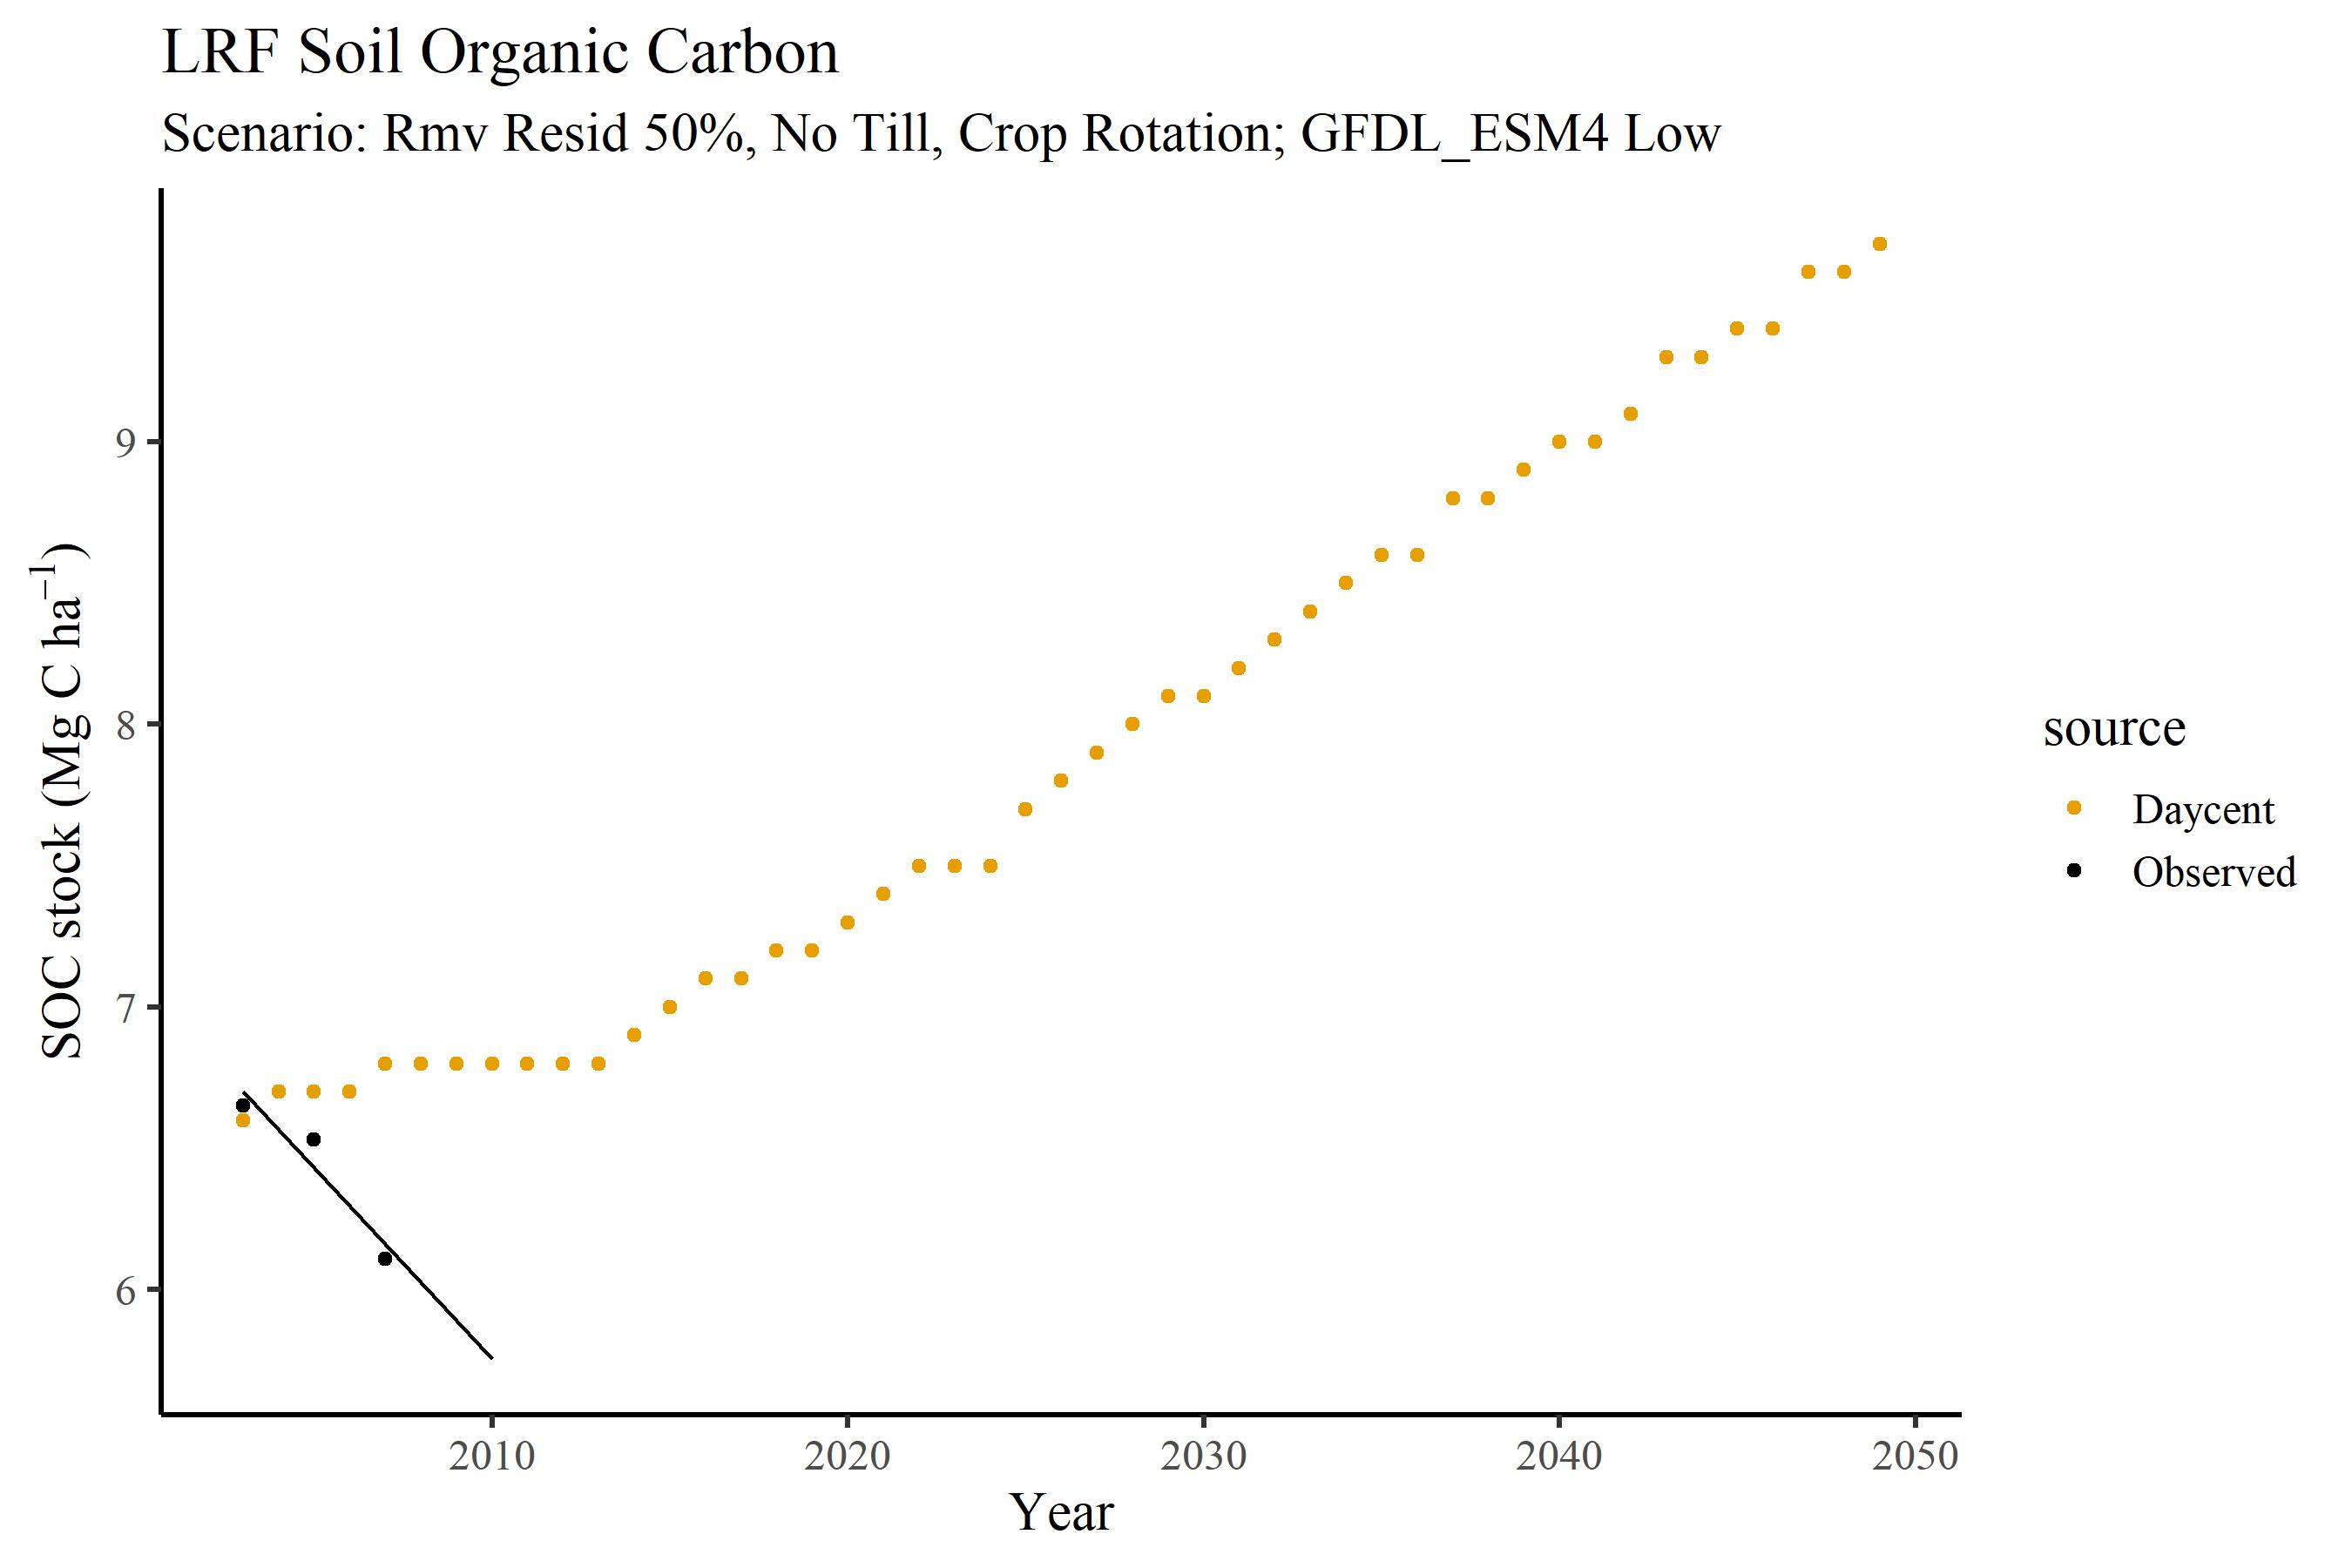 LRF Soil Organic Carbon
Scenario: Rmv Resid 50%, No Till, Crop Rotation; GFDL_ESM4 Low
SOC stock (Mg C ha⁻¹)
9
8
7
6
2010
2020
2030
2040
2050
Year
source
Daycent
Observed